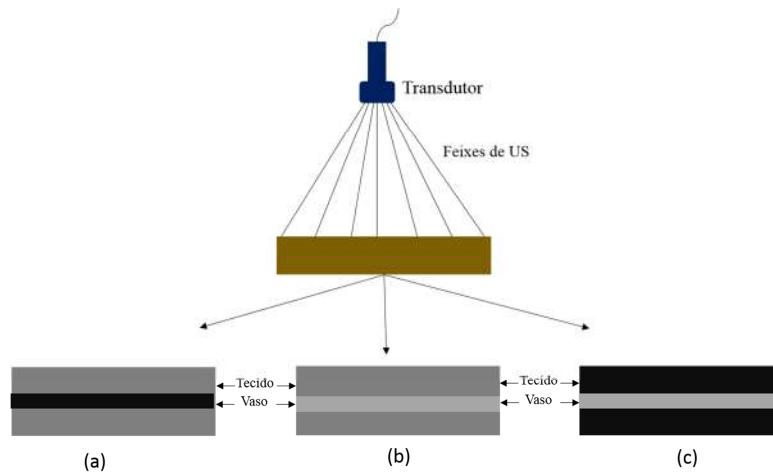 Transdutor
Feixes de US
Tecido
Vaso
Tecido
Vaso
(a)
(b)
(c)